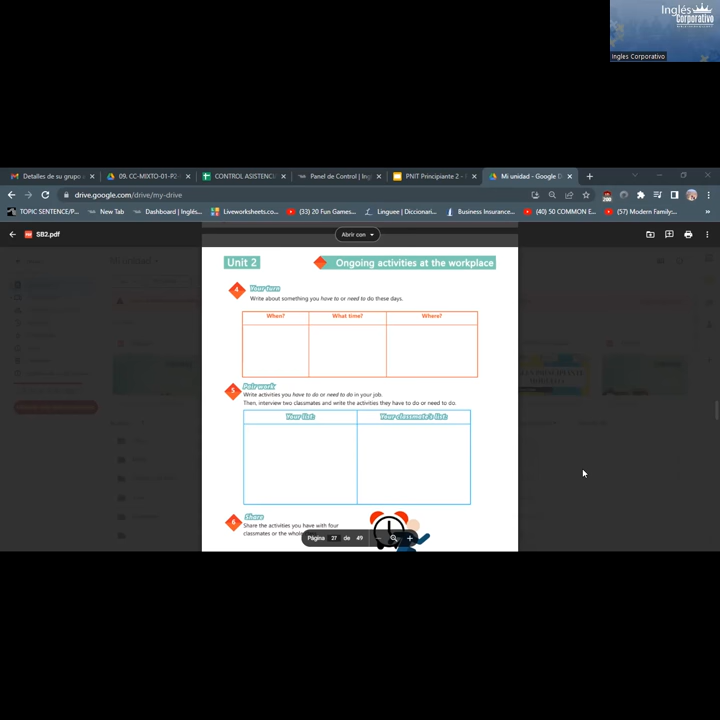 Inglés
Corporativo
Ingles Corporativo
Detalles de su grupo
09. CC-MIXTO-01-P2-
CONTROL ASISTENCI
Panel de Control | Ing
PNIT Principiante 2 -
Mi unidad - Google D
drive.google.com/drive/my-drive
TOPIC SENTENCE/P...
New Tab
Dashboard | Inglés...
Liveworksheets.co...
(33) 20 Fun Games...
Linguee | Diccionari...
Business Insurance...
(40) 50 COMMON E...
(57) Modern Family:...
SB2.pdf
Abrir con
Unit 2
Ongoing activities at the workplace
4 Your turn
Write about something you have to or need to do these days.
When? What time? Where?
5 Pair work
Write activities you have to do or need to do in your job.
Then, interview two classmates and write the activities they have to do or need to do.
Your list: Your classmate's list:
6 Share
Share the activities you have with four
classmates or the whole
Página 27 de 49